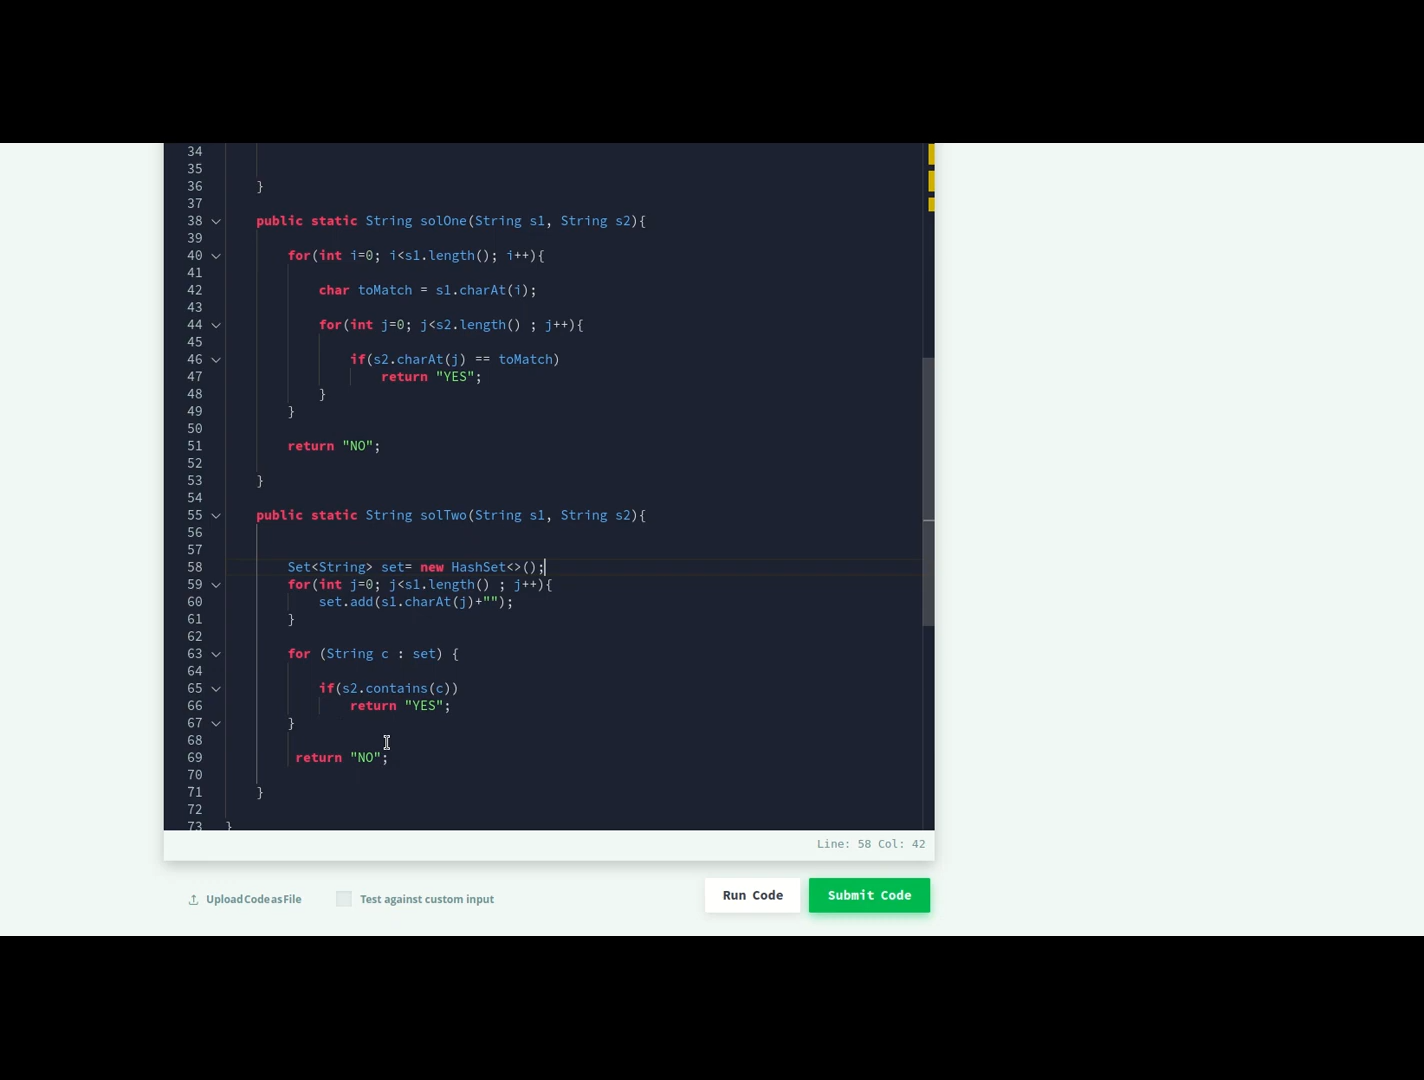 34
35
36 }
37
38 public static String solOne(String s1, String s2){
39
40 for(int i=0; i<s1.length(); i++){
41
42 char toMatch = s1.charAt(i);
43
44 for(int j=0; j<s2.length() ; j++){
45
46 if(s2.charAt(j) == toMatch)
47 return "YES";
48 }
49 }
50
51 return "NO";
52
53 }
54
55 public static String solTwo(String s1, String s2){
56
57
58 Set<String> set= new HashSet<>();
59 for(int j=0; j<s1.length() ; j++){
60 set.add(s1.charAt(j)+"");
61 }
62
63 for (String c : set) {
64
65 if(s2.contains(c))
66 return "YES";
67 }
68
69 return "NO";
70
71 }
72
73 }
Line: 58 Col: 42
Upload Code as File Test against custom input Run Code Submit Code